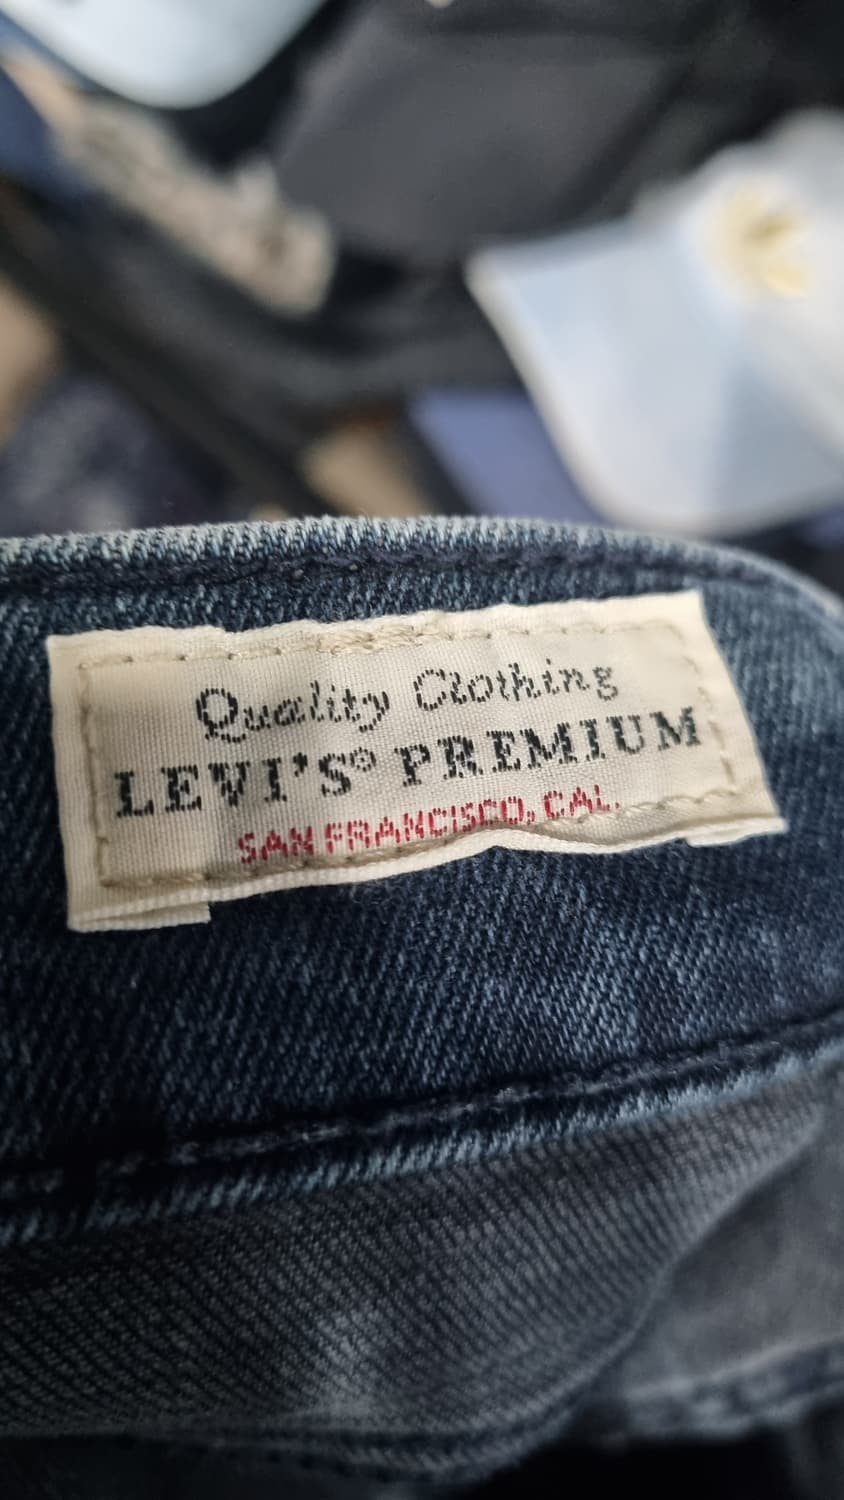 Quality Clothing
LEVI'S® PREMIUM
SAN FRANCISCO, CAL.